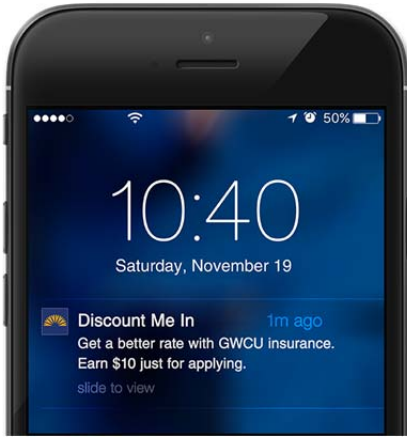 50%
10:40
Saturday, November 19
Discount Me In 1m ago
Get a better rate with GWCU insurance.
Earn $10 just for applying.
slide to view